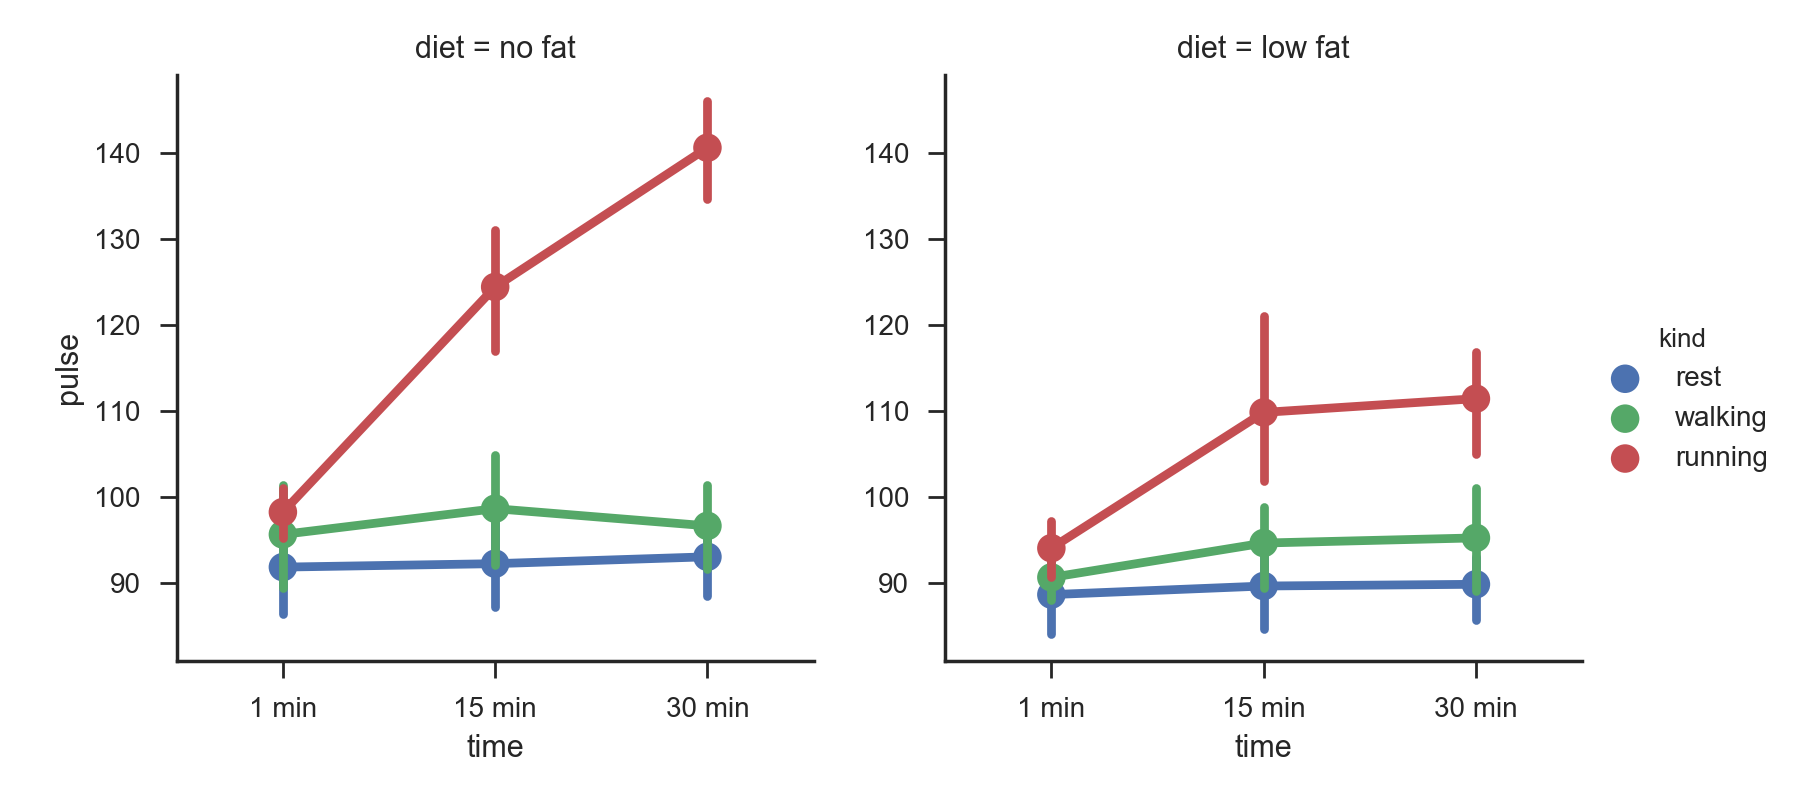 diet = no fat
pulse
140
130
120
110
100
90
1 min 15 min 30 min
time
diet = low fat
140
130
120
110
100
90
1 min 15 min 30 min
time
kind
rest
walking
running